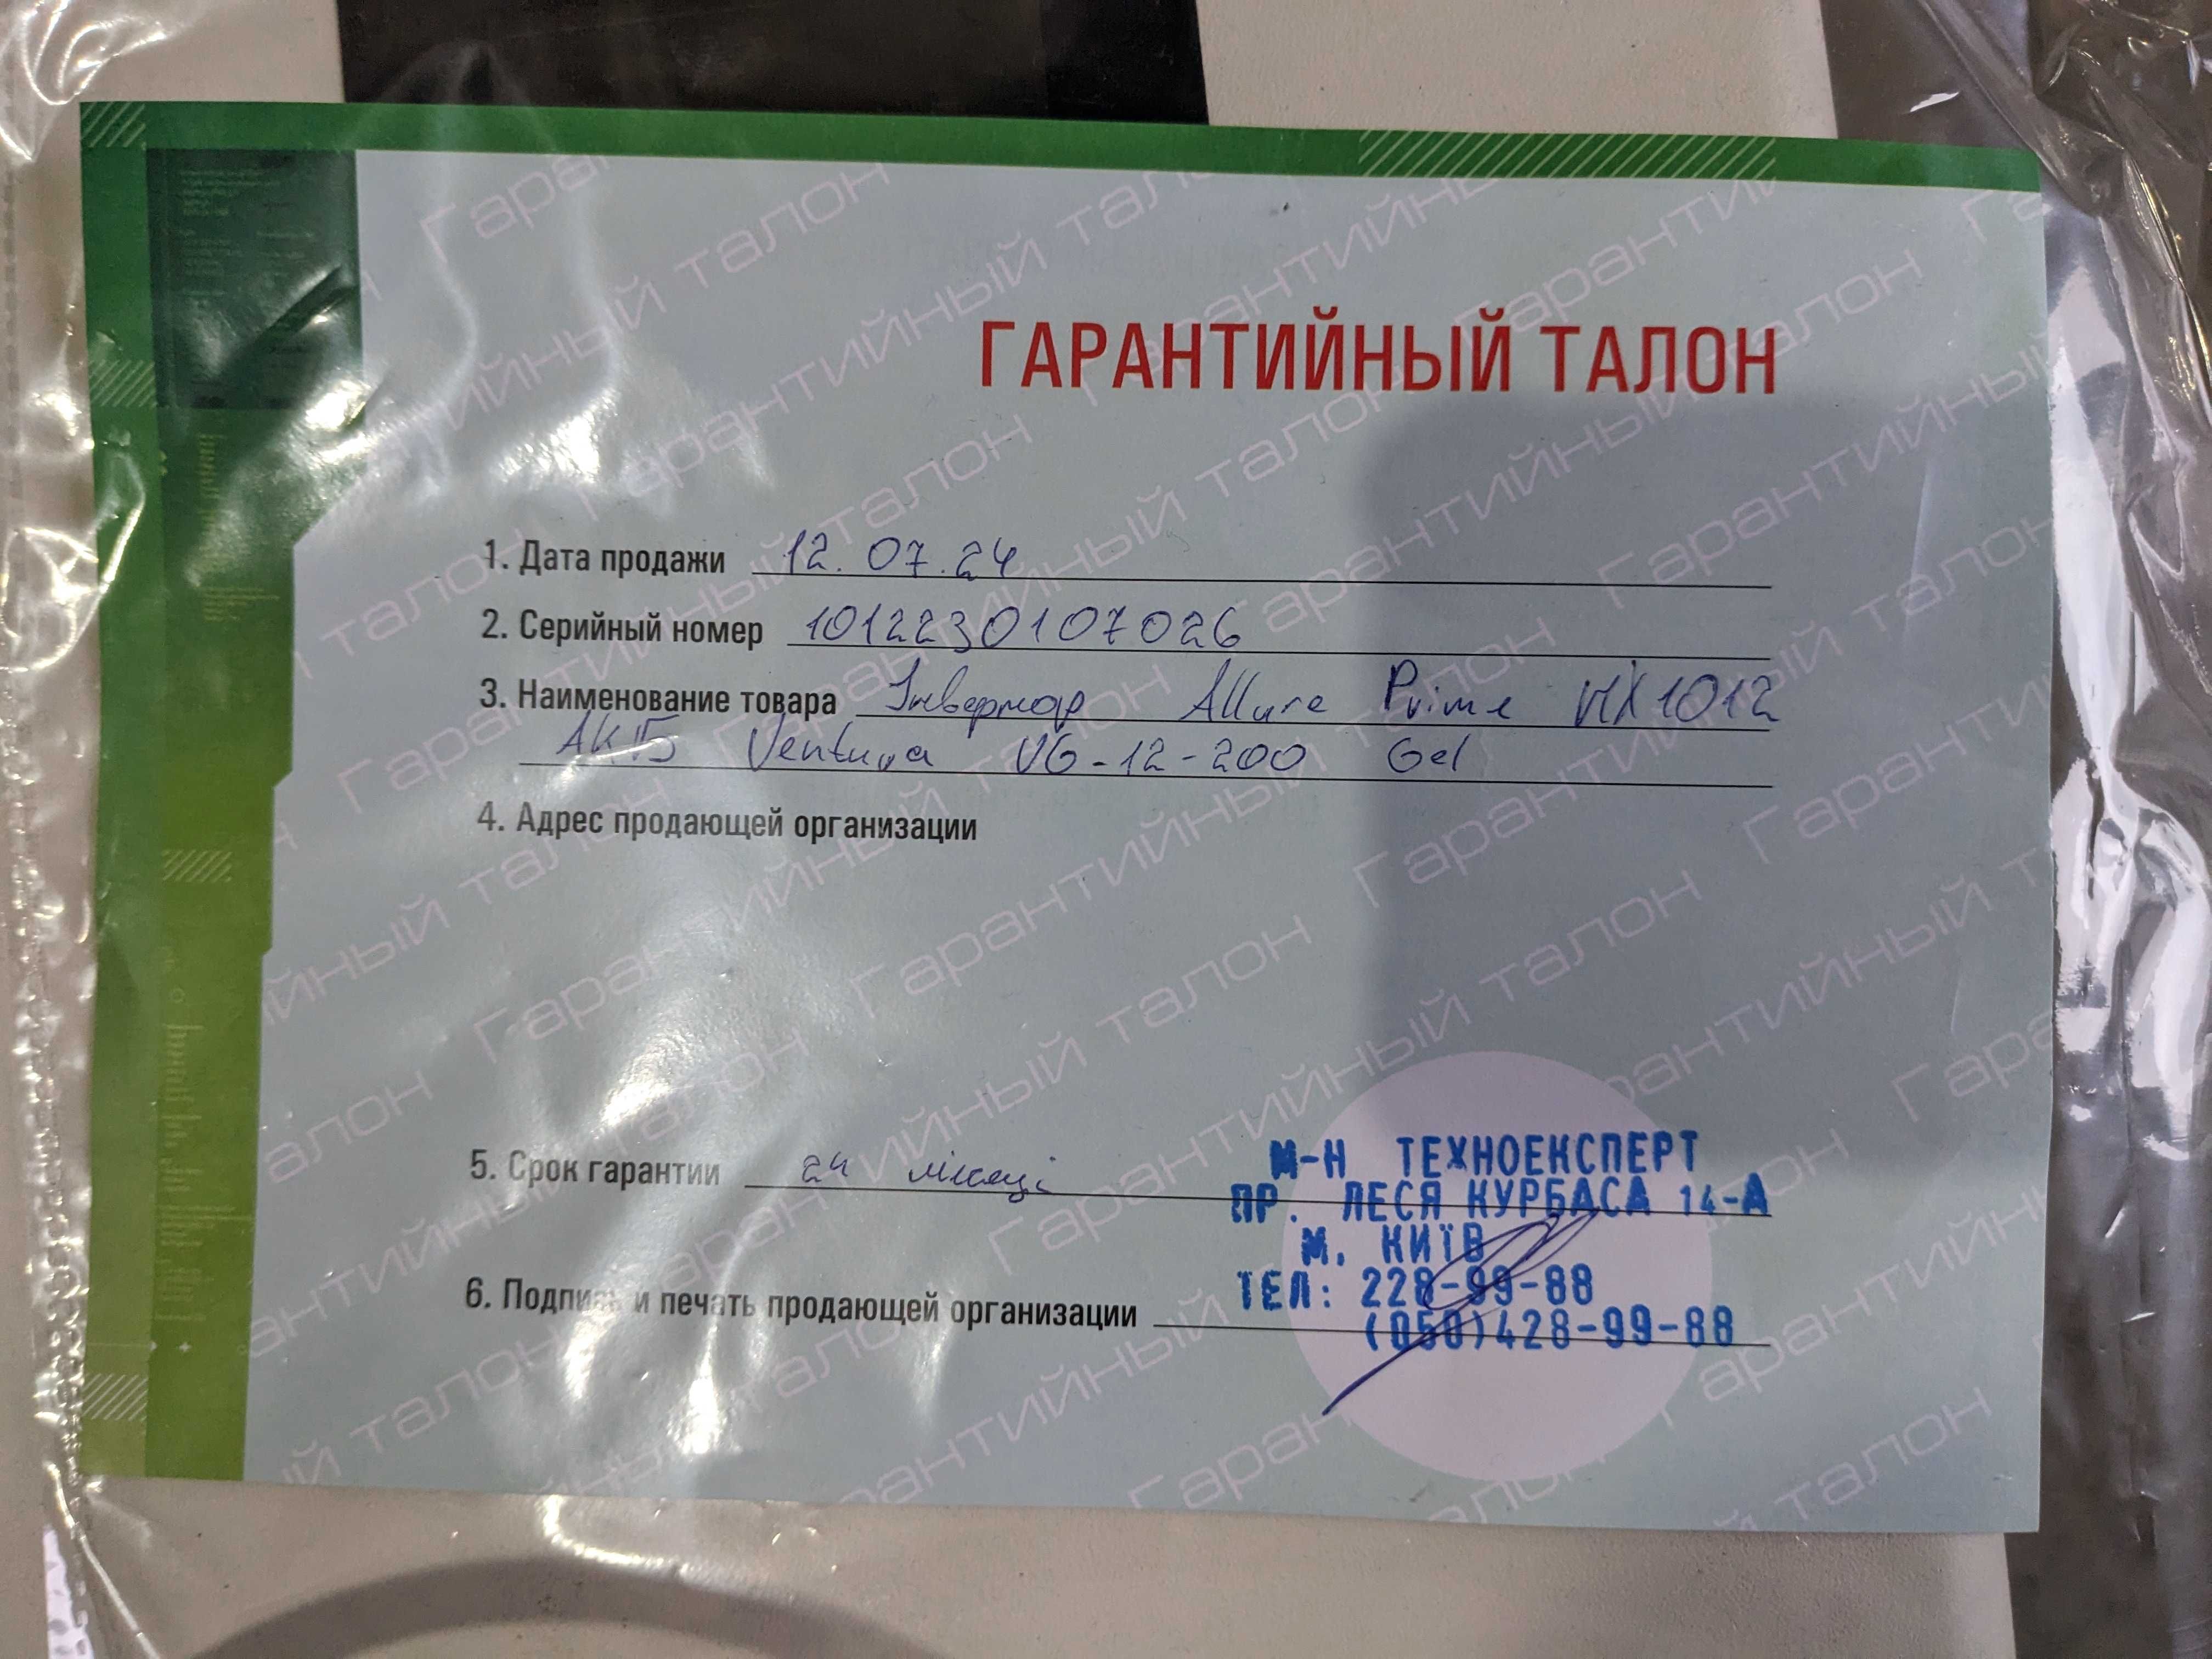 ГАРАНТИЙНЫЙ ТАЛОН
1. Дата продажи 12.07.24
2. Серийный номер 1012230107026
3. Наименование товара Інвертор Allure Prime HX1012
АКБ Ventura VG-12-200 Gel
4. Адрес продающей организации
5. Срок гарантии 24 місяці
М-Н ТЕХНОЕКСПЕРТ
ПР. ЛЕСЯ КУРБАСА 14-А
М. КИЇВ
ТЕЛ: 228-99-88
(050)428-99-88
6. Подпись и печать продающей организации